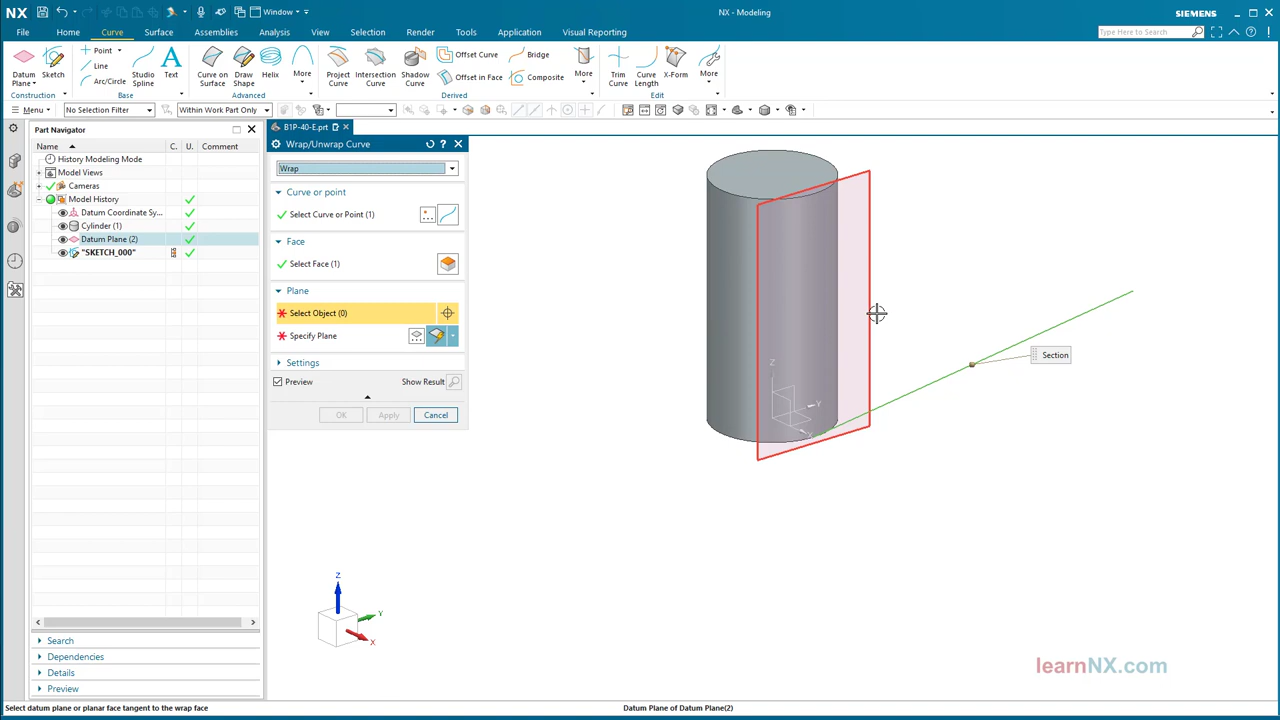 NX
Window
NX - Modeling
SIEMENS
File
Home
Curve
Surface
Assemblies
Analysis
View
Selection
Render
Tools
Application
Visual Reporting
Type Here to Search
Datum Plane
Sketch
Point
Line
Arc/Circle
Studio Spline
Text
Curve on Surface
Draw Shape
Helix
More
Project Curve
Intersection Curve
Shadow Curve
Offset Curve
Offset in Face
Bridge
Composite
More
Trim Curve
Curve Length
X-Form
More
Construction
Base
Advanced
Derived
Edit
Menu
No Selection Filter
Within Work Part Only
Part Navigator
B1P-40-E.prt
Name
C.
U.
Comment
History Modeling Mode
Model Views
Cameras
Model History
Datum Coordinate Sy...
Cylinder (1)
Datum Plane (2)
"SKETCH_000"
Search
Dependencies
Details
Preview
Wrap/Unwrap Curve
Wrap
Curve or point
Select Curve or Point (1)
Face
Select Face (1)
Plane
Select Object (0)
Specify Plane
Settings
Preview
Show Result
OK
Apply
Cancel
Section
Z
Y
Z
Y
X
learnNX.com
Select datum plane or planar face tangent to the wrap face
Datum Plane of Datum Plane(2)